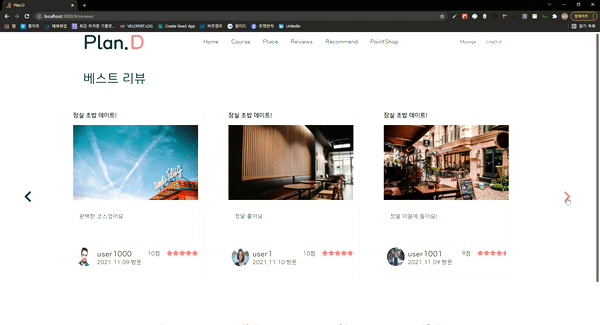 Plan.D
localhost:3000/#/reviews
Create React App
LinkedIn
Plan.D
Home Course Place Reviews Recommend PointShop
Mypage LogOut
베스트 리뷰
잠실 초밥 데이트! 잠실 초밥 데이트! 잠실 초밥 데이트!
완벽한 코스였어요 정말 좋아요 정말 마음에 들어요!
user1000 10점 user1 10점 user1001 9점
2021.11.09 방문 2021.11.10 방문 2021.11.09 방문